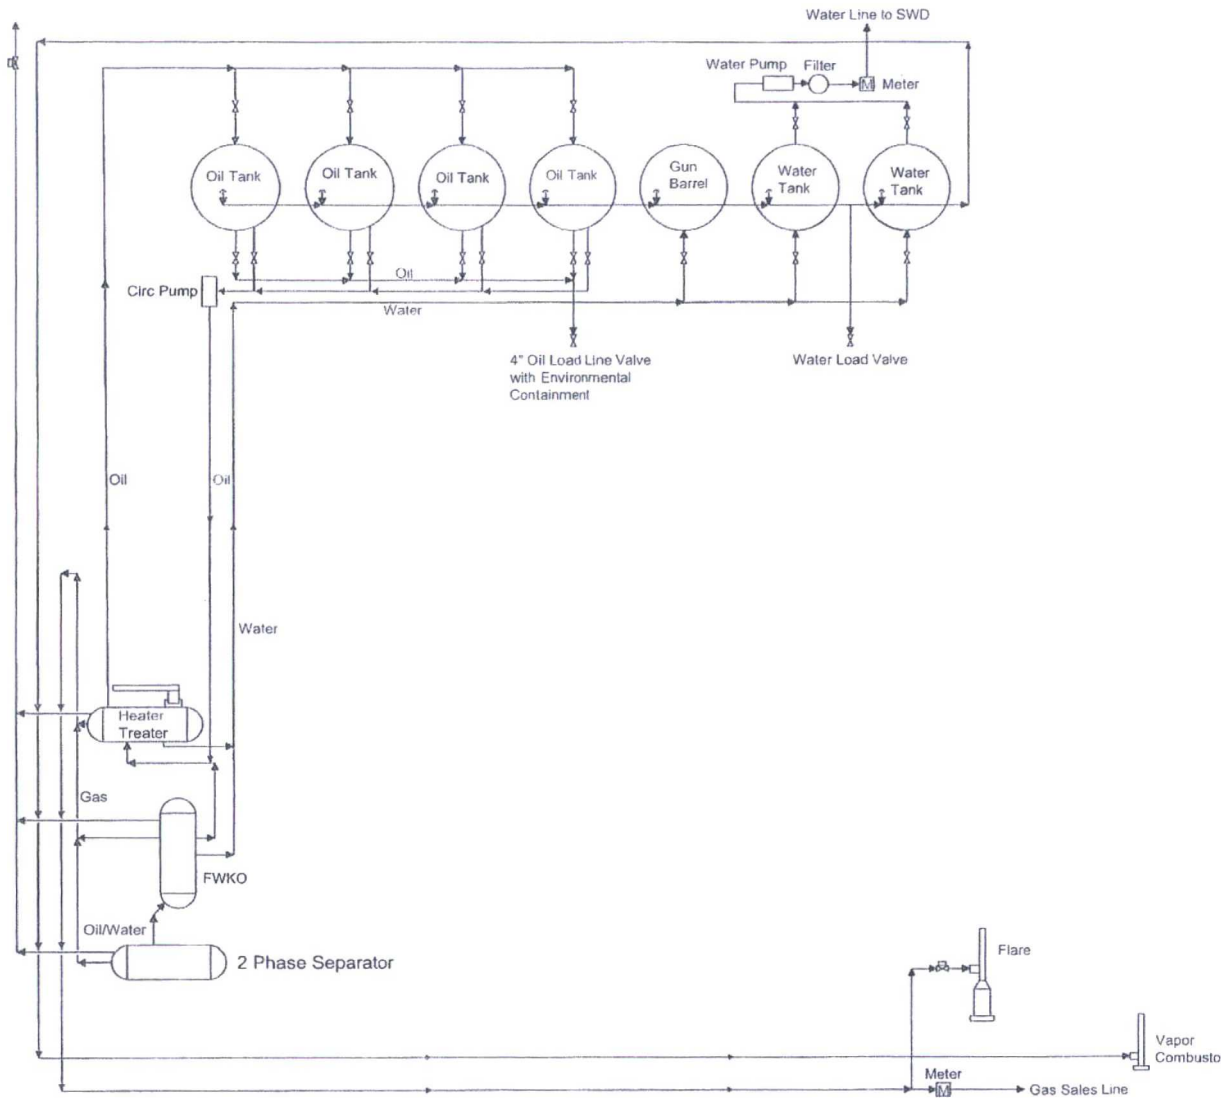 Water Line to SWD
Water Pump
Filter
M
Meter
Oil Tank
Oil Tank
Oil Tank
Oil Tank
Gun
Barrel
Water
Tank
Water
Tank
Oil
Circ Pump
Water
4" Oil Load Line Valve
with Environmental
Containment
Water Load Valve
Oil
Oil
Water
Heater
Treater
Gas
FWKO
Oil/Water
2 Phase Separator
Flare
Vapor
Combusto
Meter
M
Gas Sales Line